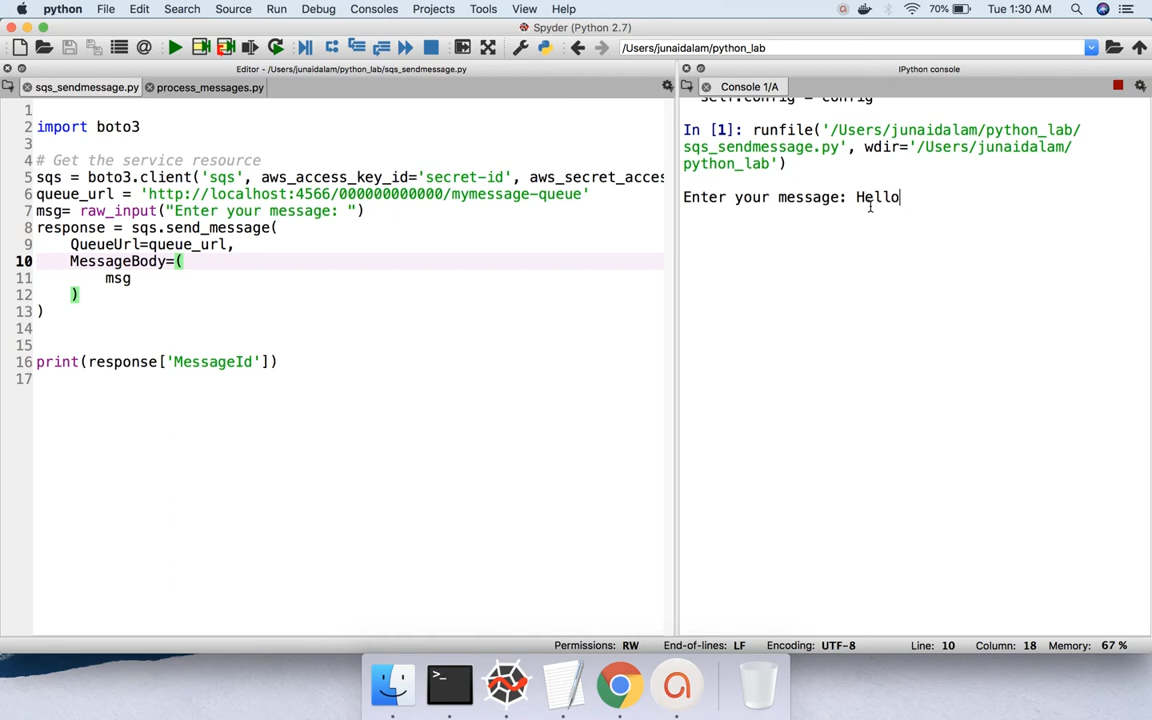 python File Edit Search Source Run Debug Consoles Projects Tools View Help 70% Tue 1:30 AM
Spyder (Python 2.7)
/Users/junaidalam/python_lab
Editor - /Users/junaidalam/python_lab/sqs_sendmessage.py
sqs_sendmessage.py process_messages.py
1
2 import boto3
3
4 # Get the service resource
5 sqs = boto3.client('sqs', aws_access_key_id='secret-id', aws_secret_acces
6 queue_url = 'http://localhost:4566/000000000000/mymessage-queue'
7 msg= raw_input("Enter your message: ")
8 response = sqs.send_message(
9 QueueUrl=queue_url,
10 MessageBody=(
11 msg
12 )
13 )
14
15
16 print(response['MessageId'])
17
IPython console
Console 1/A
self.config = config
In [1]: runfile('/Users/junaidalam/python_lab/
sqs_sendmessage.py', wdir='/Users/junaidalam/
python_lab')
Enter your message: Hello
Permissions: RW End-of-lines: LF Encoding: UTF-8 Line: 10 Column: 18 Memory: 67 %